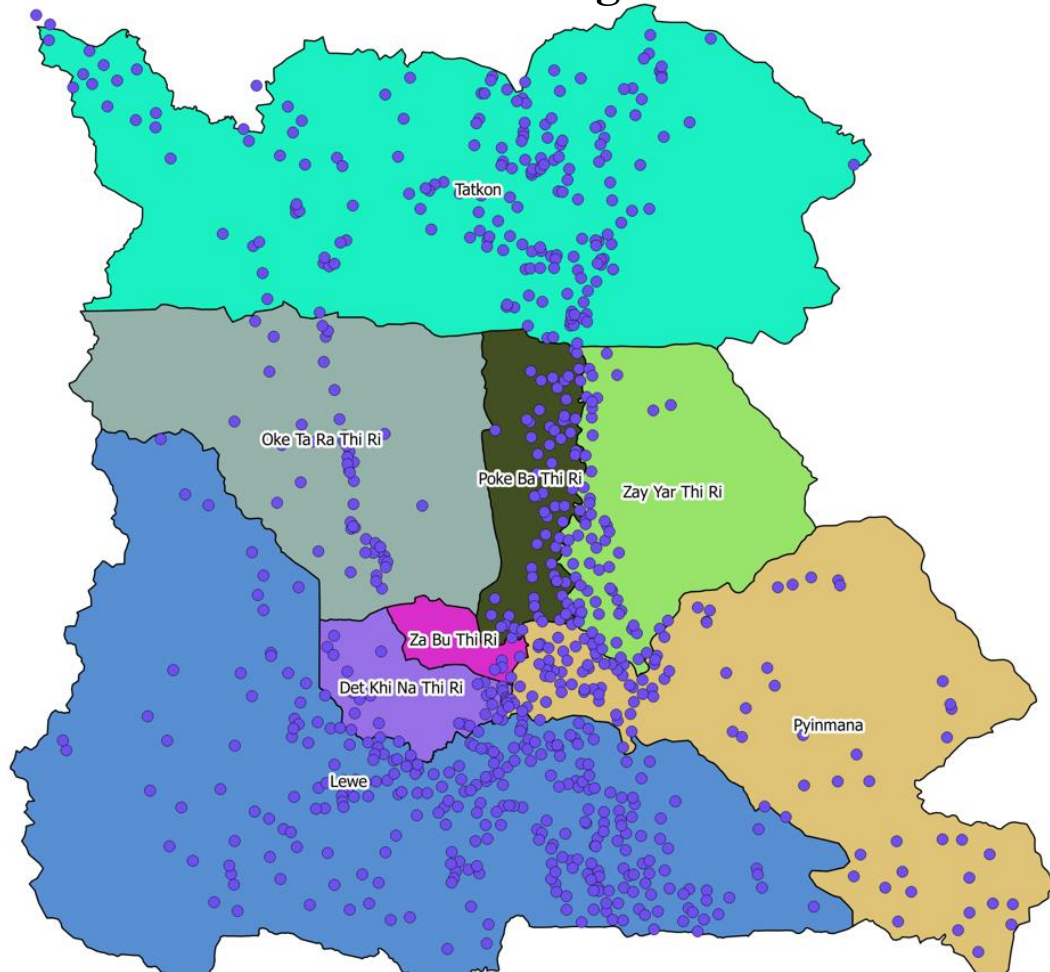 Tatkon
Oke Ta Ra Thi Ri
Poke Ba Thi Ri
Zay Yar Thi Ri
Za Bu Thi Ri
Det Khi Na Thi Ri
Pyinmana
Lewe